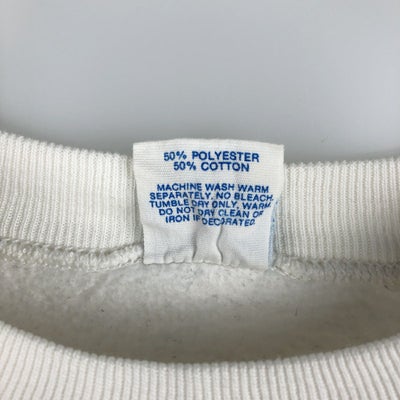 50% POLYESTER
50% COTTON
MACHINE WASH WARM
SEPARATELY, NO BLEACH.
TUMBLE DRY ONLY, WARM
DO NOT DRY CLEAN OR
IRON IF DECORATED